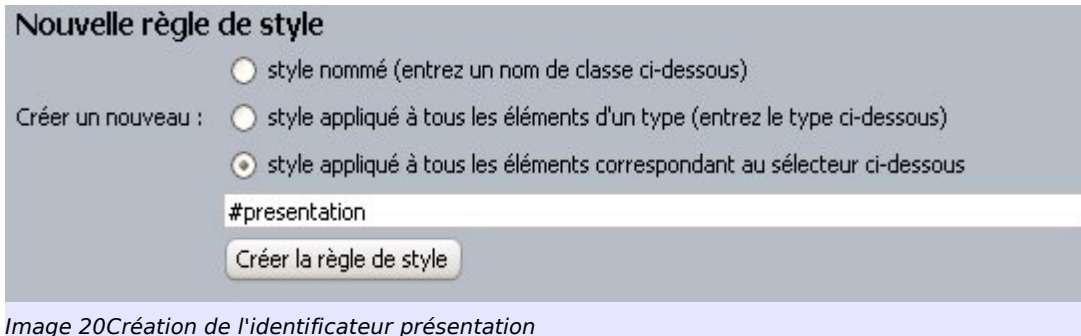 Nouvelle règle de style
style nommé (entrez un nom de classe ci-dessous)
Créer un nouveau : style appliqué à tous les éléments d'un type (entrez le type ci-dessous)
style appliqué à tous les éléments correspondant au sélecteur ci-dessous
#presentation
Créer la règle de style
Image 20Création de l'identificateur présentation